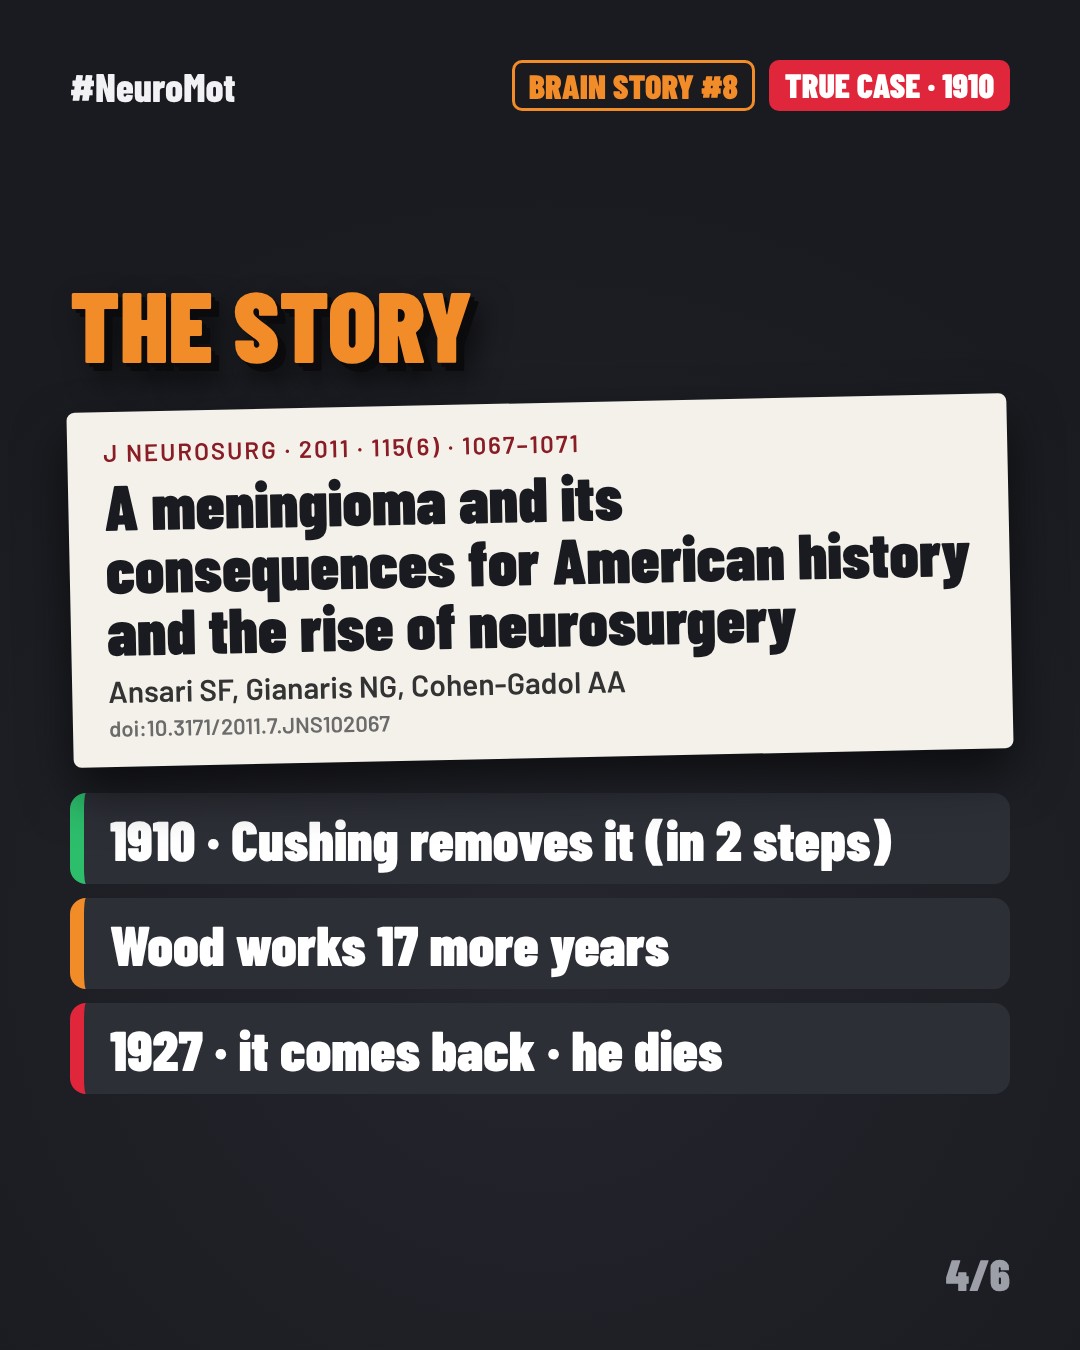 #NeuroMot
BRAIN STORY #8
TRUE CASE · 1910
THE STORY
J NEUROSURG · 2011 · 115(6) · 1067–1071
A meningioma and its
consequences for American history
and the rise of neurosurgery
Ansari SF, Gianaris NG, Cohen-Gadol AA
doi:10.3171/2011.7.JNS102067
1910 · Cushing removes it (in 2 steps)
Wood works 17 more years
1927 · it comes back · he dies
4/6